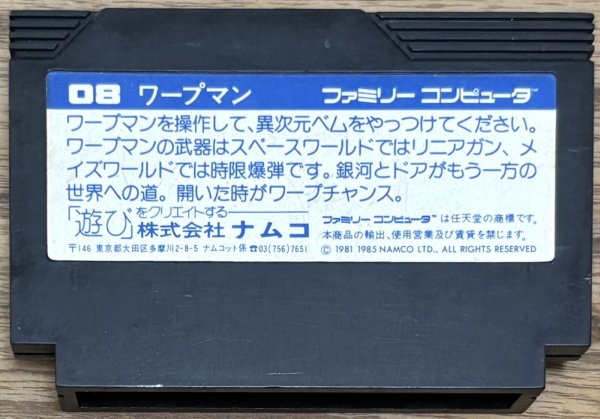 08 ワープマン ファミリー コンピュータ™
ワープマンを操作して、異次元ベムをやっつけてください。
ワープマンの武器はスペースワールドではリニアガン、メ
イズワールドでは時限爆弾です。銀河とドアがもう一方の
世界への道。開いた時がワープチャンス。
「遊び」をクリエイトする
株式会社 ナムコ
〒146 東京都大田区多摩川2-8-5 ナムコット係 ☎03(756)7651
ファミリー コンピュータ™ は任天堂の商標です。
本商品の輸出、使用営業及び賃貸を禁じます。
© 1981 1985 NAMCO LTD., ALL RIGHTS RESERVED